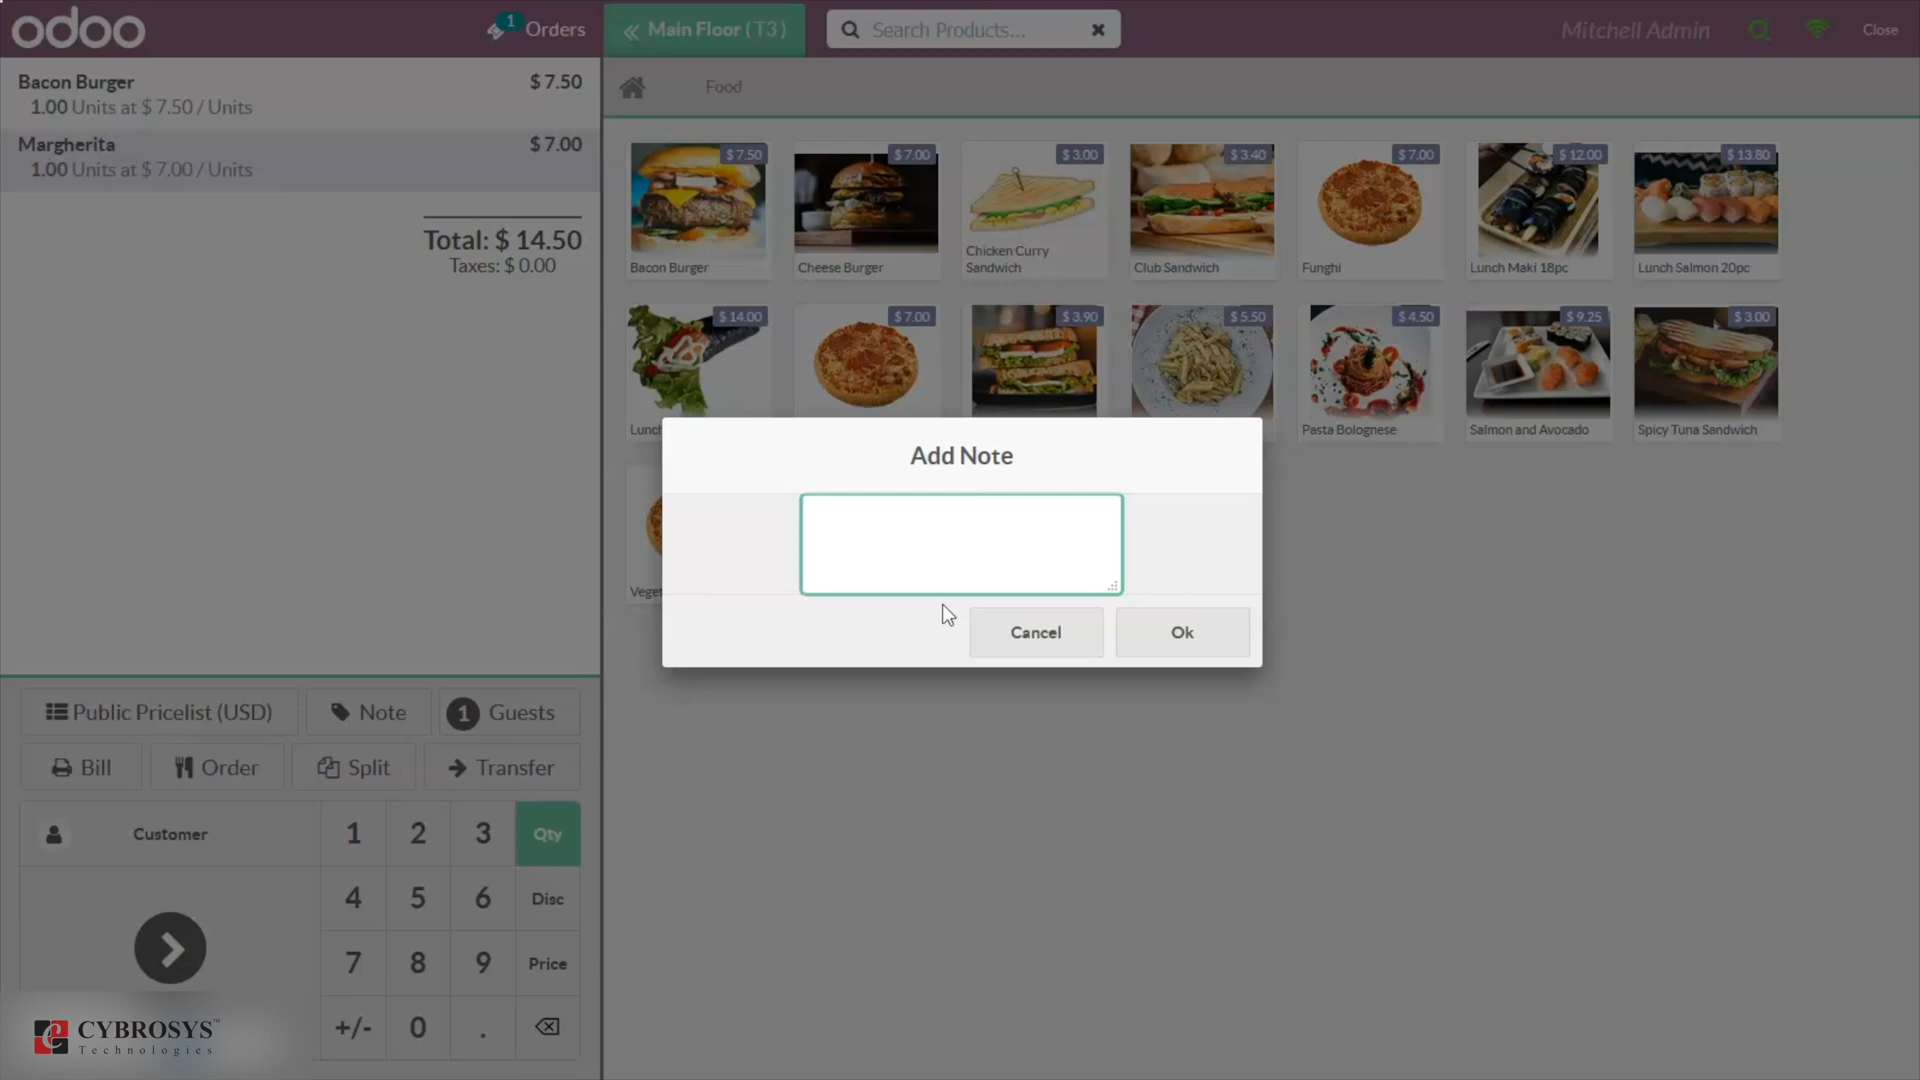 odoo
1
Orders
Main Floor ( T3 )
Search Products...
Mitchell Admin
Close
Bacon Burger
$ 7.50
1.00 Units at $ 7.50 / Units
Margherita
$ 7.00
1.00 Units at $ 7.00 / Units
Total: $ 14.50
Taxes: $ 0.00
Food
$ 7.50
$ 7.00
$ 3.00
$ 3.40
$ 7.00
$ 12.00
$ 13.80
Bacon Burger
Cheese Burger
Chicken Curry
Sandwich
Club Sandwich
Funghi
Lunch Maki 18pc
Lunch Salmon 20pc
$ 14.00
$ 7.00
$ 3.90
$ 5.50
$ 4.50
$ 9.25
$ 3.00
Lunch
Pasta Bolognese
Salmon and Avocado
Spicy Tuna Sandwich
Veget
Add Note
Cancel
Ok
Public Pricelist (USD)
Note
1 Guests
Bill
Order
Split
Transfer
Customer
1 2 3 Qty
4 5 6 Disc
7 8 9 Price
+/- 0 .
CYBROSYS™
Technologies